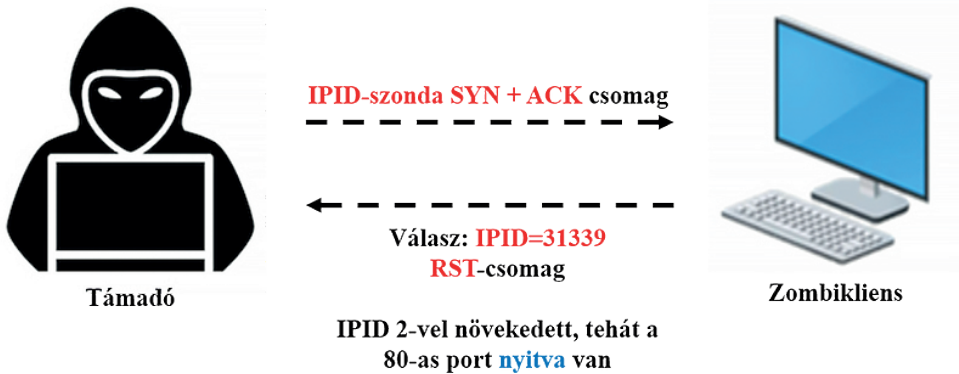 IPID-szonda SYN + ACK csomag
Válasz: IPID=31339
RST-csomag
Támadó
Zombikliens
IPID 2-vel növekedett, tehát a
80-as port nyitva van